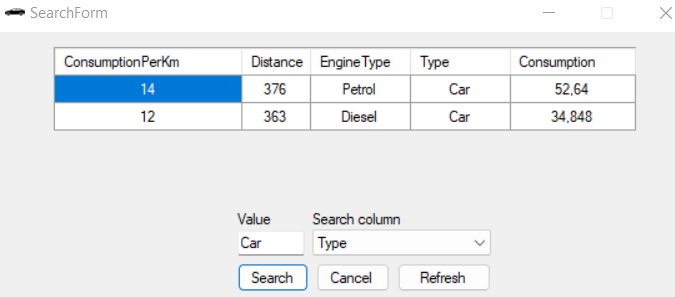 SearchForm
ConsumptionPerKm Distance EngineType Type Consumption
14 376 Petrol Car 52,64
12 363 Diesel Car 34,848
Value Search column
Car Type
Search Cancel Refresh